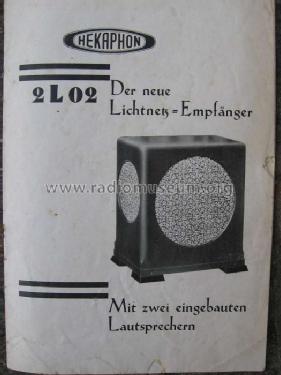 HEKAPHON
2L02
Der neue
Lichtnetz=Empfänger
www.radiomuseum.org
Mit zwei eingebauten
Lautsprechern